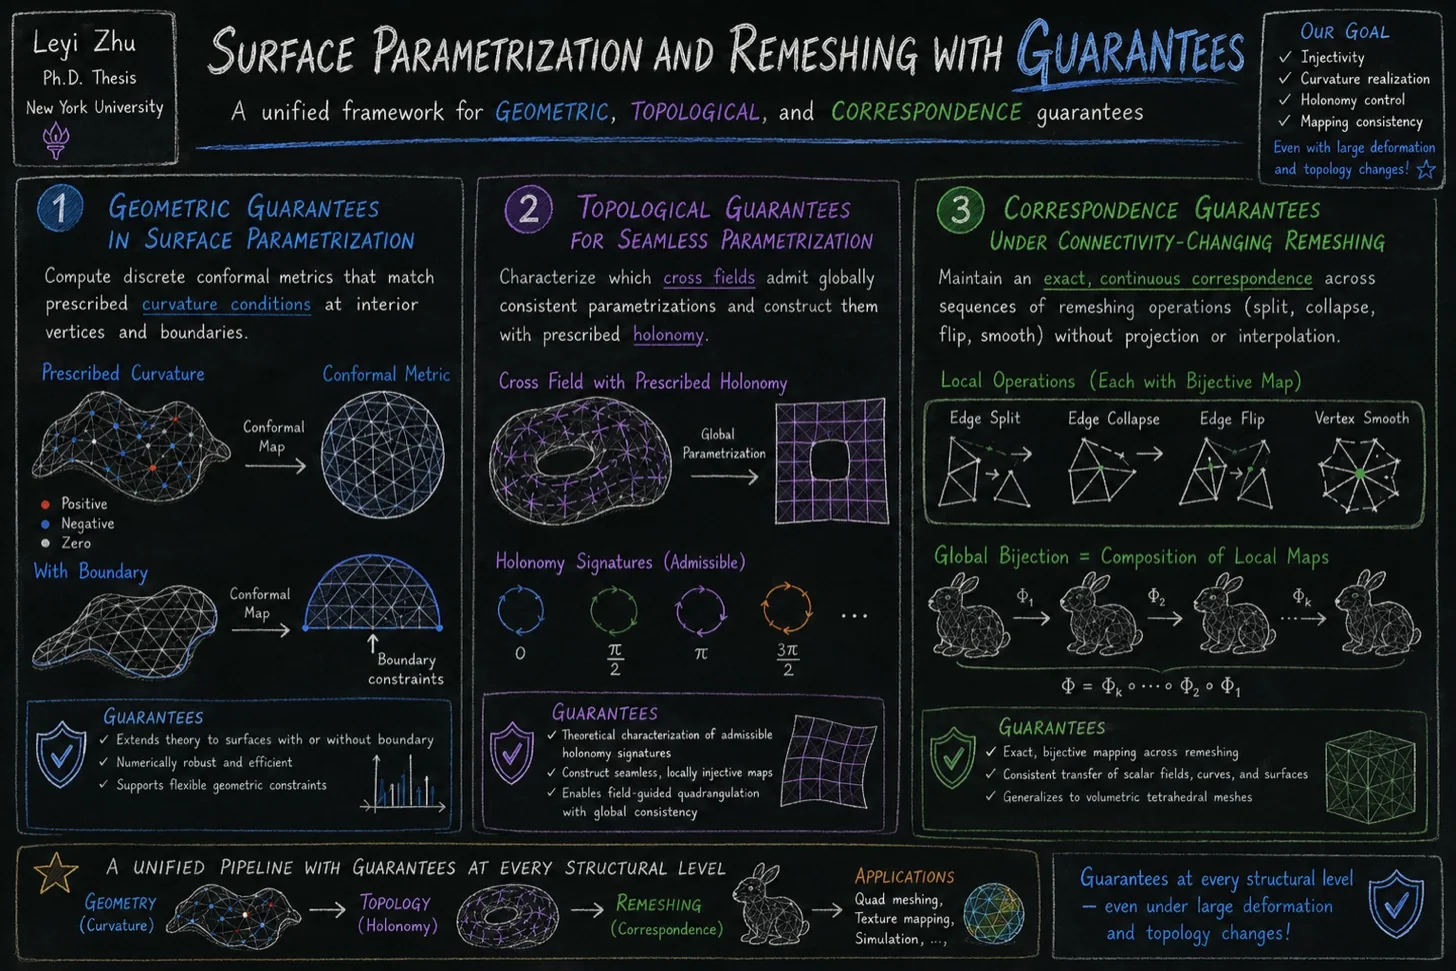 Leyi Zhu
Ph.D. Thesis
New York University
SURFACE PARAMETRIZATION AND REMESHING WITH GUARANTEES
A unified framework for GEOMETRIC, TOPOLOGICAL, and CORRESPONDENCE guarantees
OUR GOAL
✓ Injectivity
✓ Curvature realization
✓ Holonomy control
✓ Mapping consistency
Even with large deformation
and topology changes!
1
GEOMETRIC GUARANTEES
IN SURFACE PARAMETRIZATION
Compute discrete conformal metrics that match
prescribed curvature conditions at interior
vertices and boundaries.
Prescribed Curvature
Conformal Metric
Conformal
Map
Positive
Negative
Zero
With Boundary
Conformal
Map
Boundary
constraints
GUARANTEES
✓ Extends theory to surfaces with or without boundary
✓ Numerically robust and efficient
✓ Supports flexible geometric constraints
2
TOPOLOGICAL GUARANTEES
FOR SEAMLESS PARAMETRIZATION
Characterize which cross fields admit globally
consistent parametrizations and construct them
with prescribed holonomy.
Cross Field with Prescribed Holonomy
Global
Parametrization
Holonomy Signatures (Admissible)
...
0 π/2 π 3π/2
GUARANTEES
✓ Theoretical characterization of admissible
holonomy signatures
✓ Construct seamless, locally injective maps
✓ Enables field-guided quadrangulation
with global consistency
3
CORRESPONDENCE GUARANTEES
UNDER CONNECTIVITY-CHANGING REMESHING
Maintain an exact, continuous correspondence across
sequences of remeshing operations (split, collapse,
flip, smooth) without projection or interpolation.
Local Operations (Each with Bijective Map)
Edge Split Edge Collapse Edge Flip Vertex Smooth
Global Bijection = Composition of Local Maps
Φ₁ Φ₂ Φₖ
...
Φ = Φₖ ∘ ··· ∘ Φ₂ ∘ Φ₁
GUARANTEES
✓ Exact, bijective mapping across remeshing
✓ Consistent transfer of scalar fields, curves, and surfaces
✓ Generalizes to volumetric tetrahedral meshes
A UNIFIED PIPELINE WITH GUARANTEES AT EVERY STRUCTURAL LEVEL
GEOMETRY
(Curvature)
TOPOLOGY
(Holonomy)
REMESHING
(Correspondence)
APPLICATIONS
Quad meshing,
Texture mapping,
Simulation, ...,
Guarantees at every structural level
— even under large deformation
and topology changes!